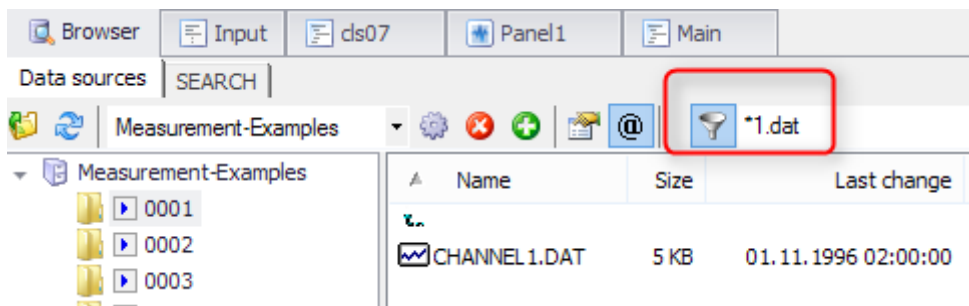 Browser Input cls07 Panel1 Main
Data sources SEARCH
Measurement-Examples @ *1.dat
Measurement-Examples Name Size Last change
0001
0002 CHANNEL1.DAT 5 KB 01.11.1996 02:00:00
0003